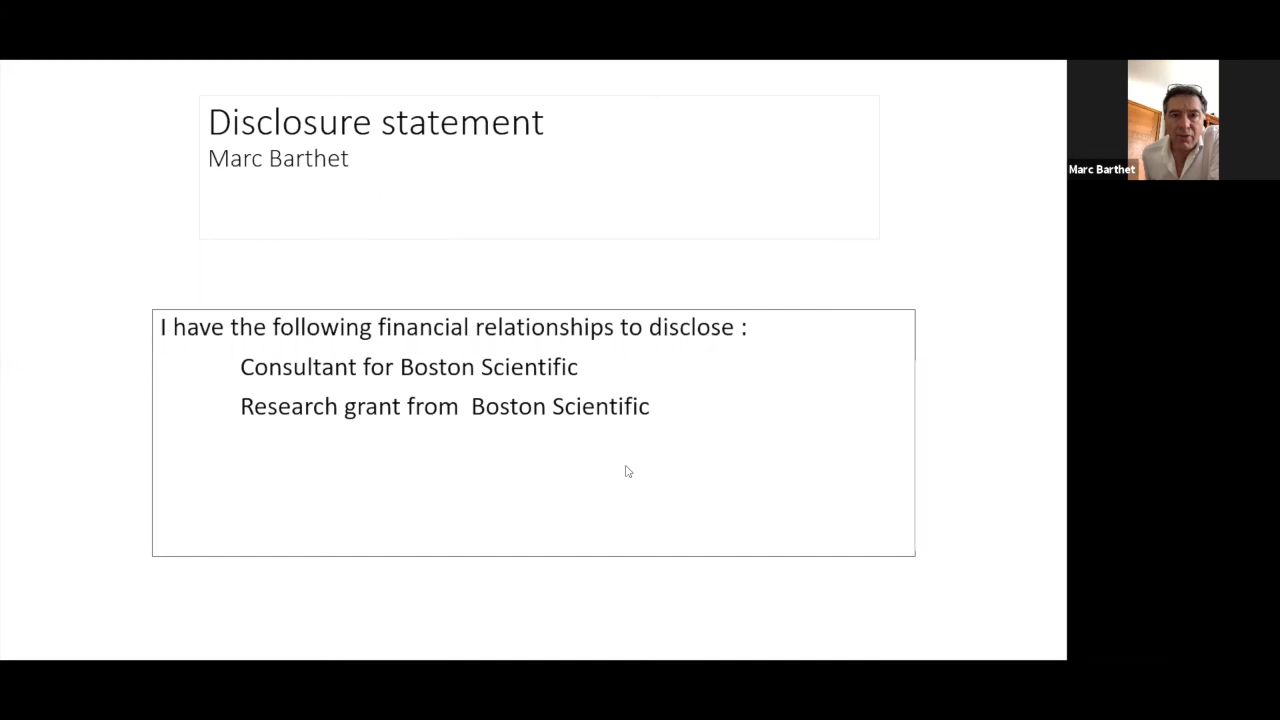 Disclosure statement
Marc Barthet
I have the following financial relationships to disclose :
Consultant for Boston Scientific
Research grant from Boston Scientific
Marc Barthet